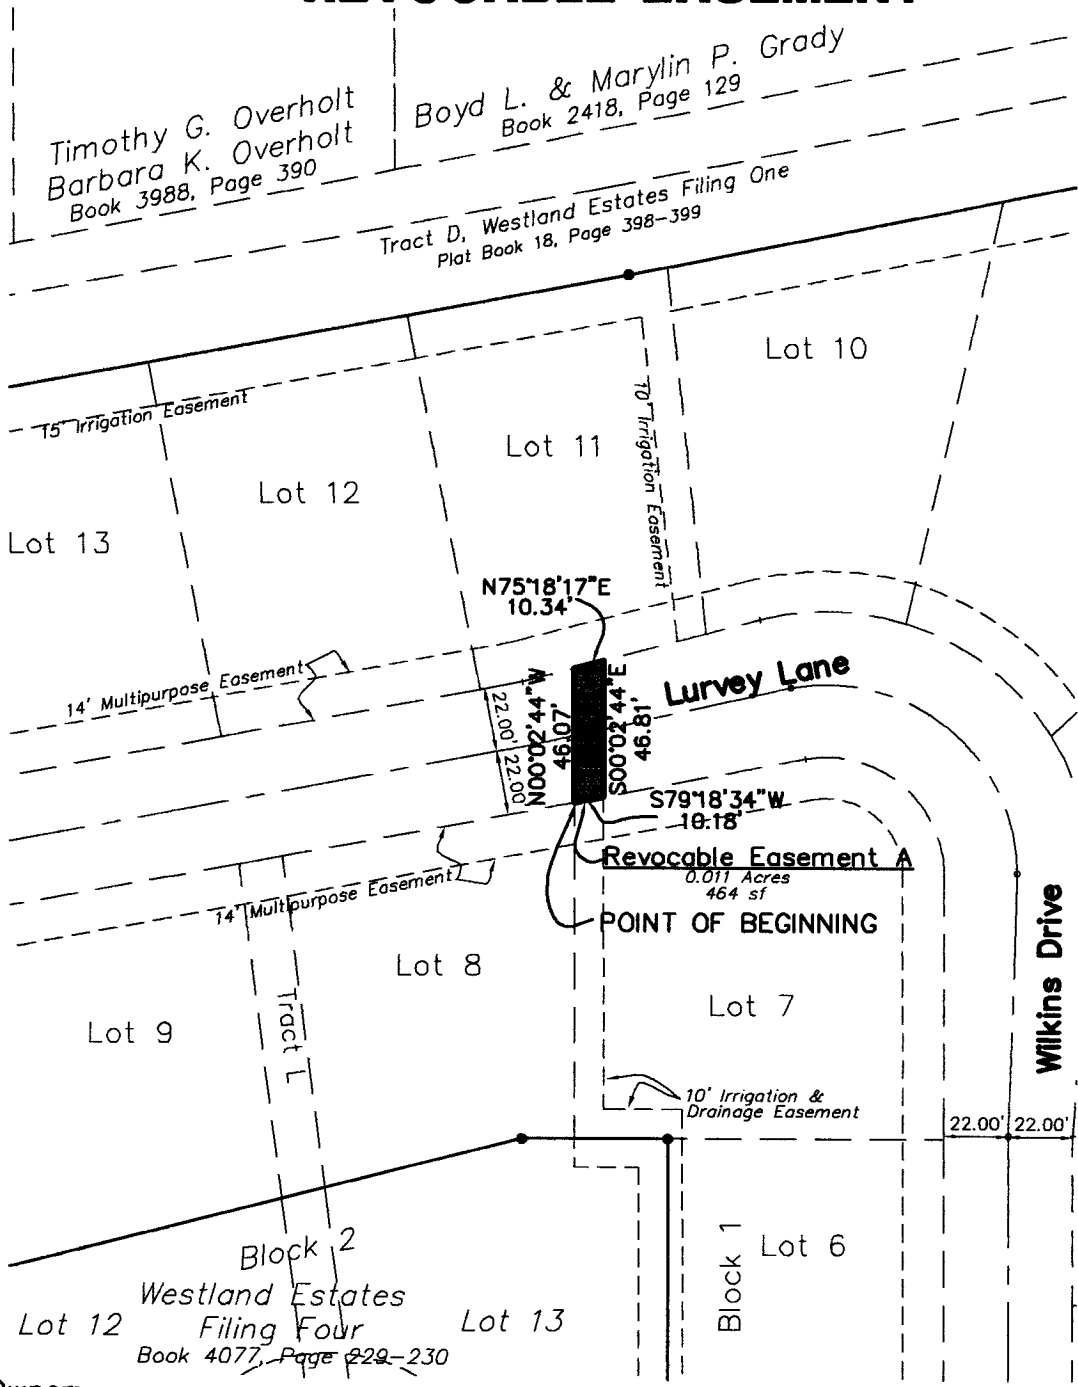 REVOCABLE EASEMENT
Timothy G. Overholt
Barbara K. Overholt
Book 3988, Page 390
Boyd L. & Marylin P. Grady
Book 2418, Page 129
Tract D, Westland Estates Filing One
Plat Book 18, Page 398-399
Lot 10
15' Irrigation Easement
Lot 11
10' Irrigation Easement
Lot 12
Lot 13
N75°18'17"E
10.34'
14' Multipurpose Easement
22.00'
22.00
N00°02'44"W
46.07'
S00°02'44"E
46.81'
Lurvey Lane
S79°18'34"W
10.18'
Revocable Easement A
0.011 Acres
464 sf
POINT OF BEGINNING
14' Multipurpose Easement
Lot 8
Lot 9
Tract L
Lot 7
Wilkins Drive
10' Irrigation &
Drainage Easement
22.00'
22.00'
Block 2
Westland Estates
Filing Four
Book 4077, Page 229-230
Lot 12
Lot 13
Block 1
Lot 6